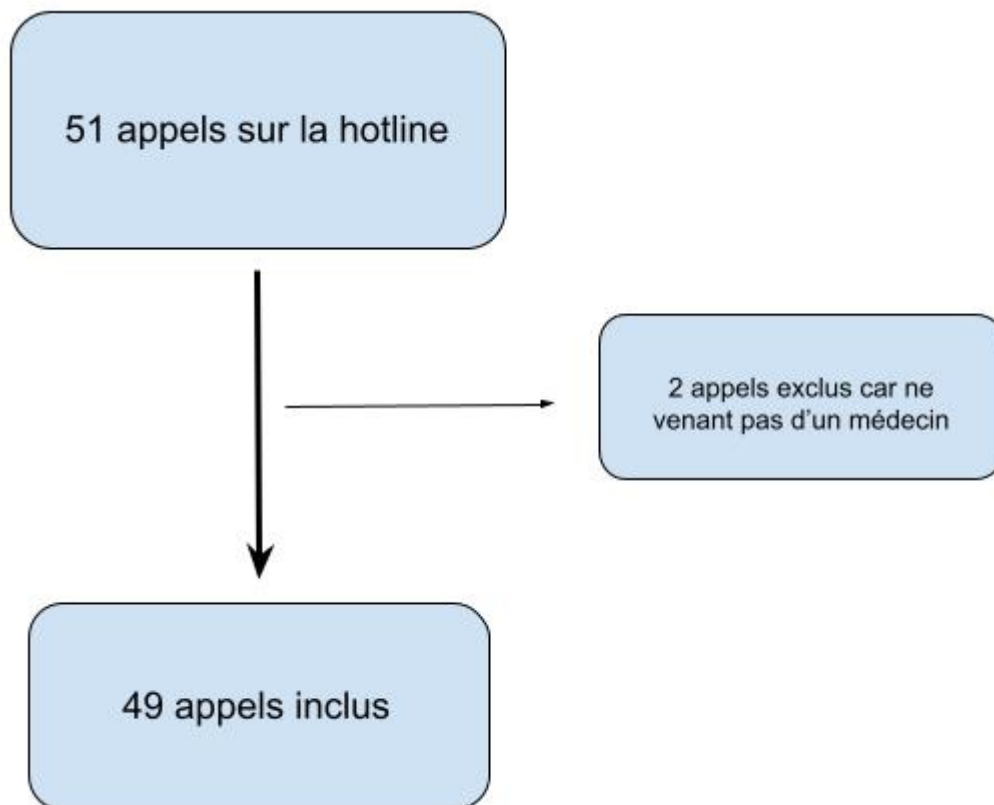 51 appels sur la hotline
2 appels exclus car ne
venant pas d'un médecin
49 appels inclus